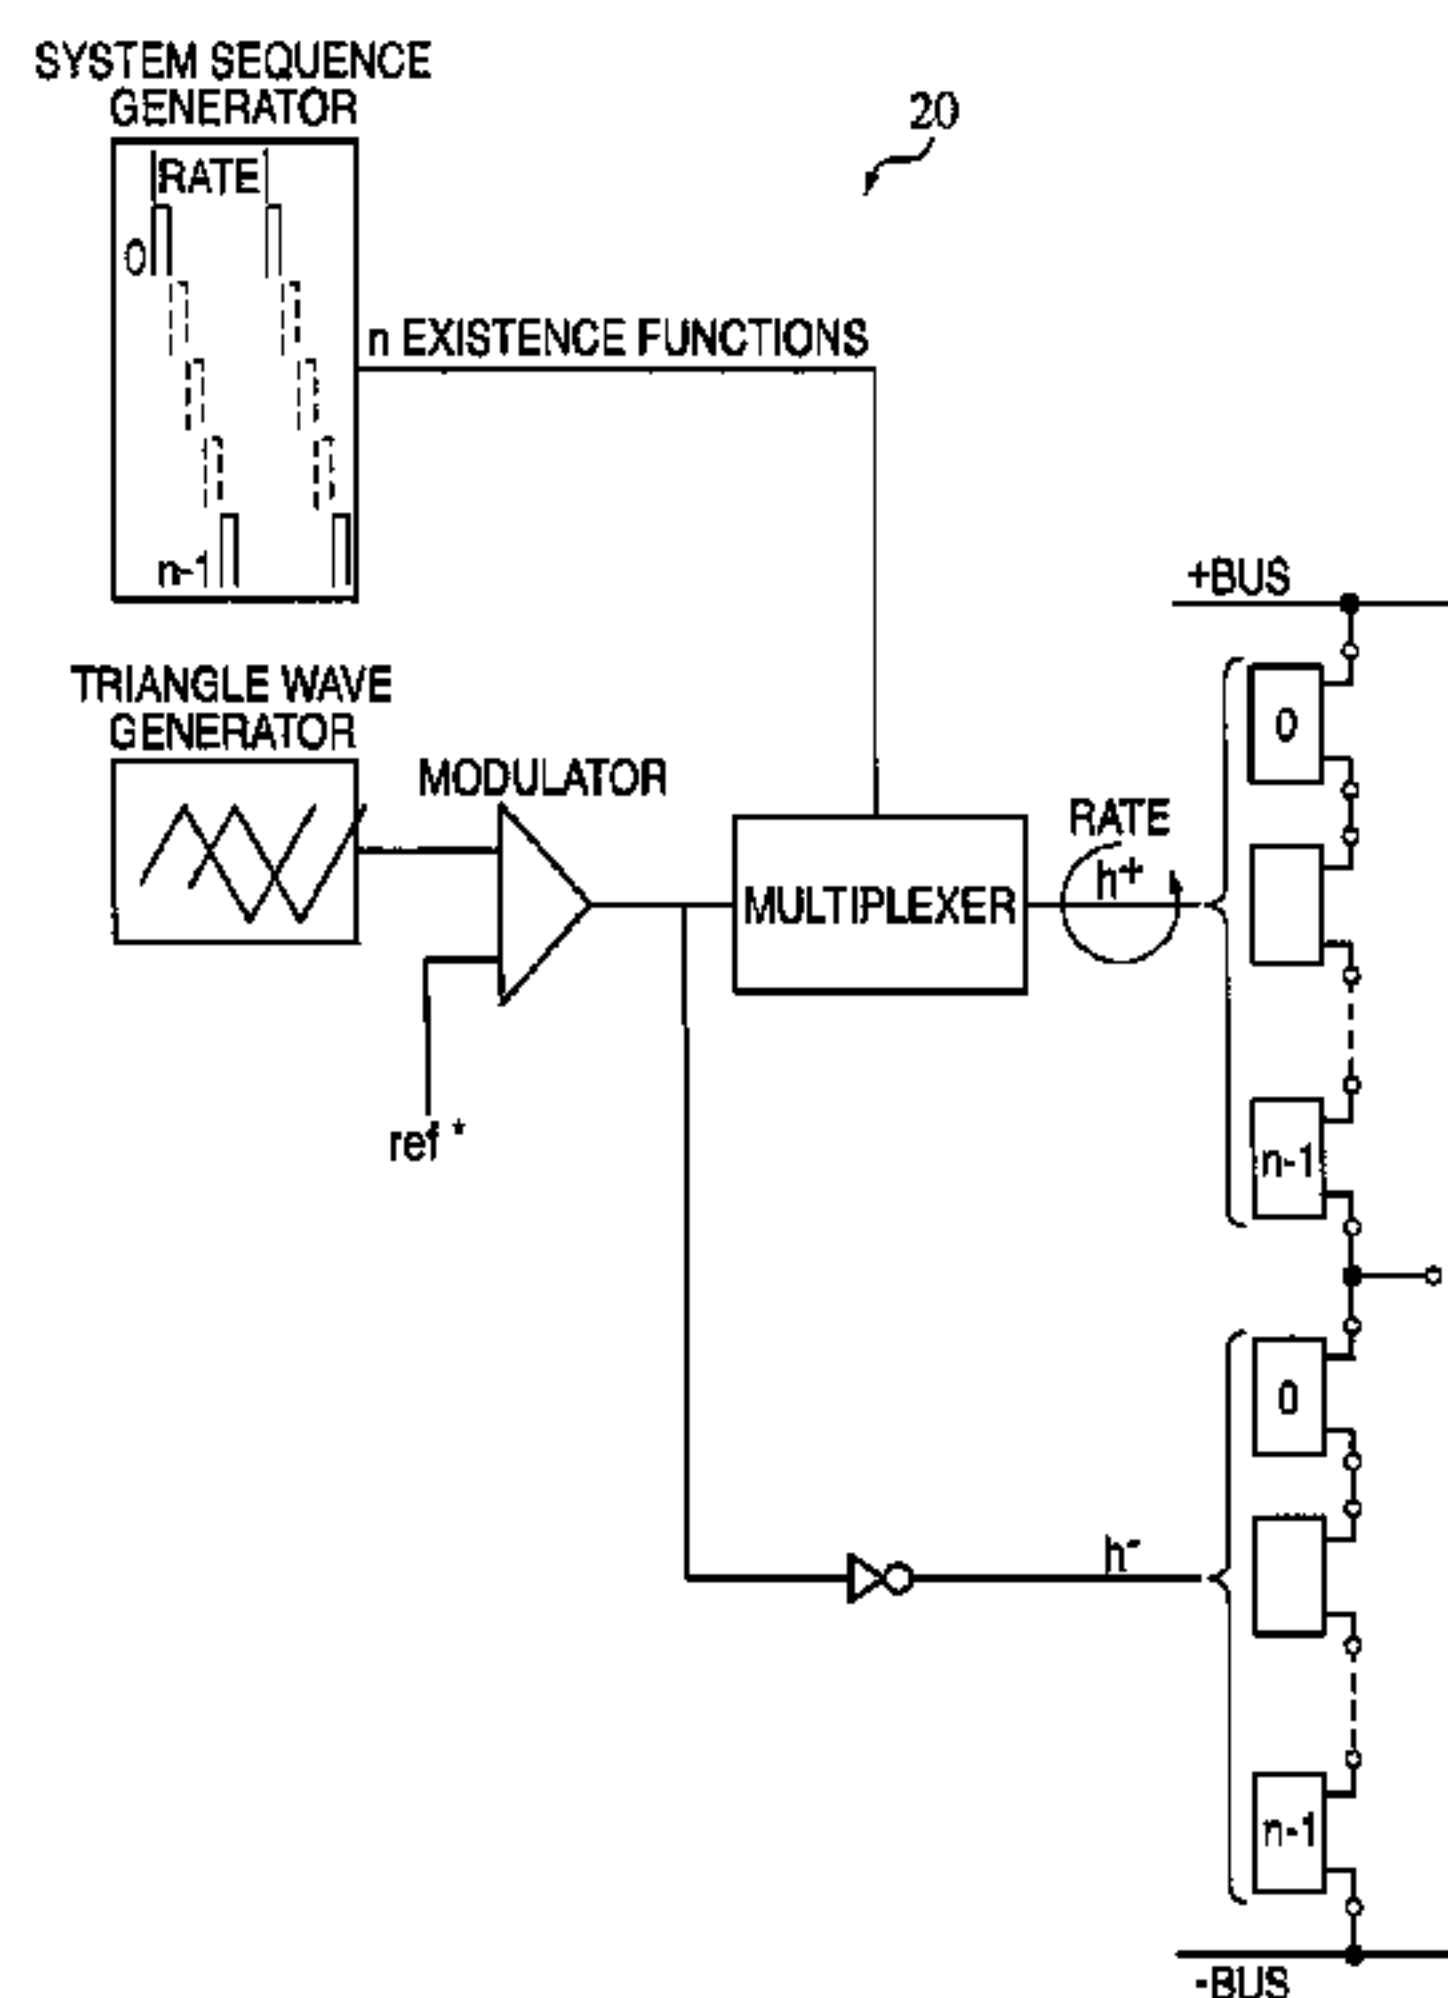 SYSTEM SEQUENCE
GENERATOR
20
RATE
0
n EXISTENCE FUNCTIONS
n-1
+BUS
TRIANGLE WAVE
GENERATOR
MODULATOR
0
RATE
h+
MULTIPLEXER
ref *
n-1
0
h-
n-1
-BUS